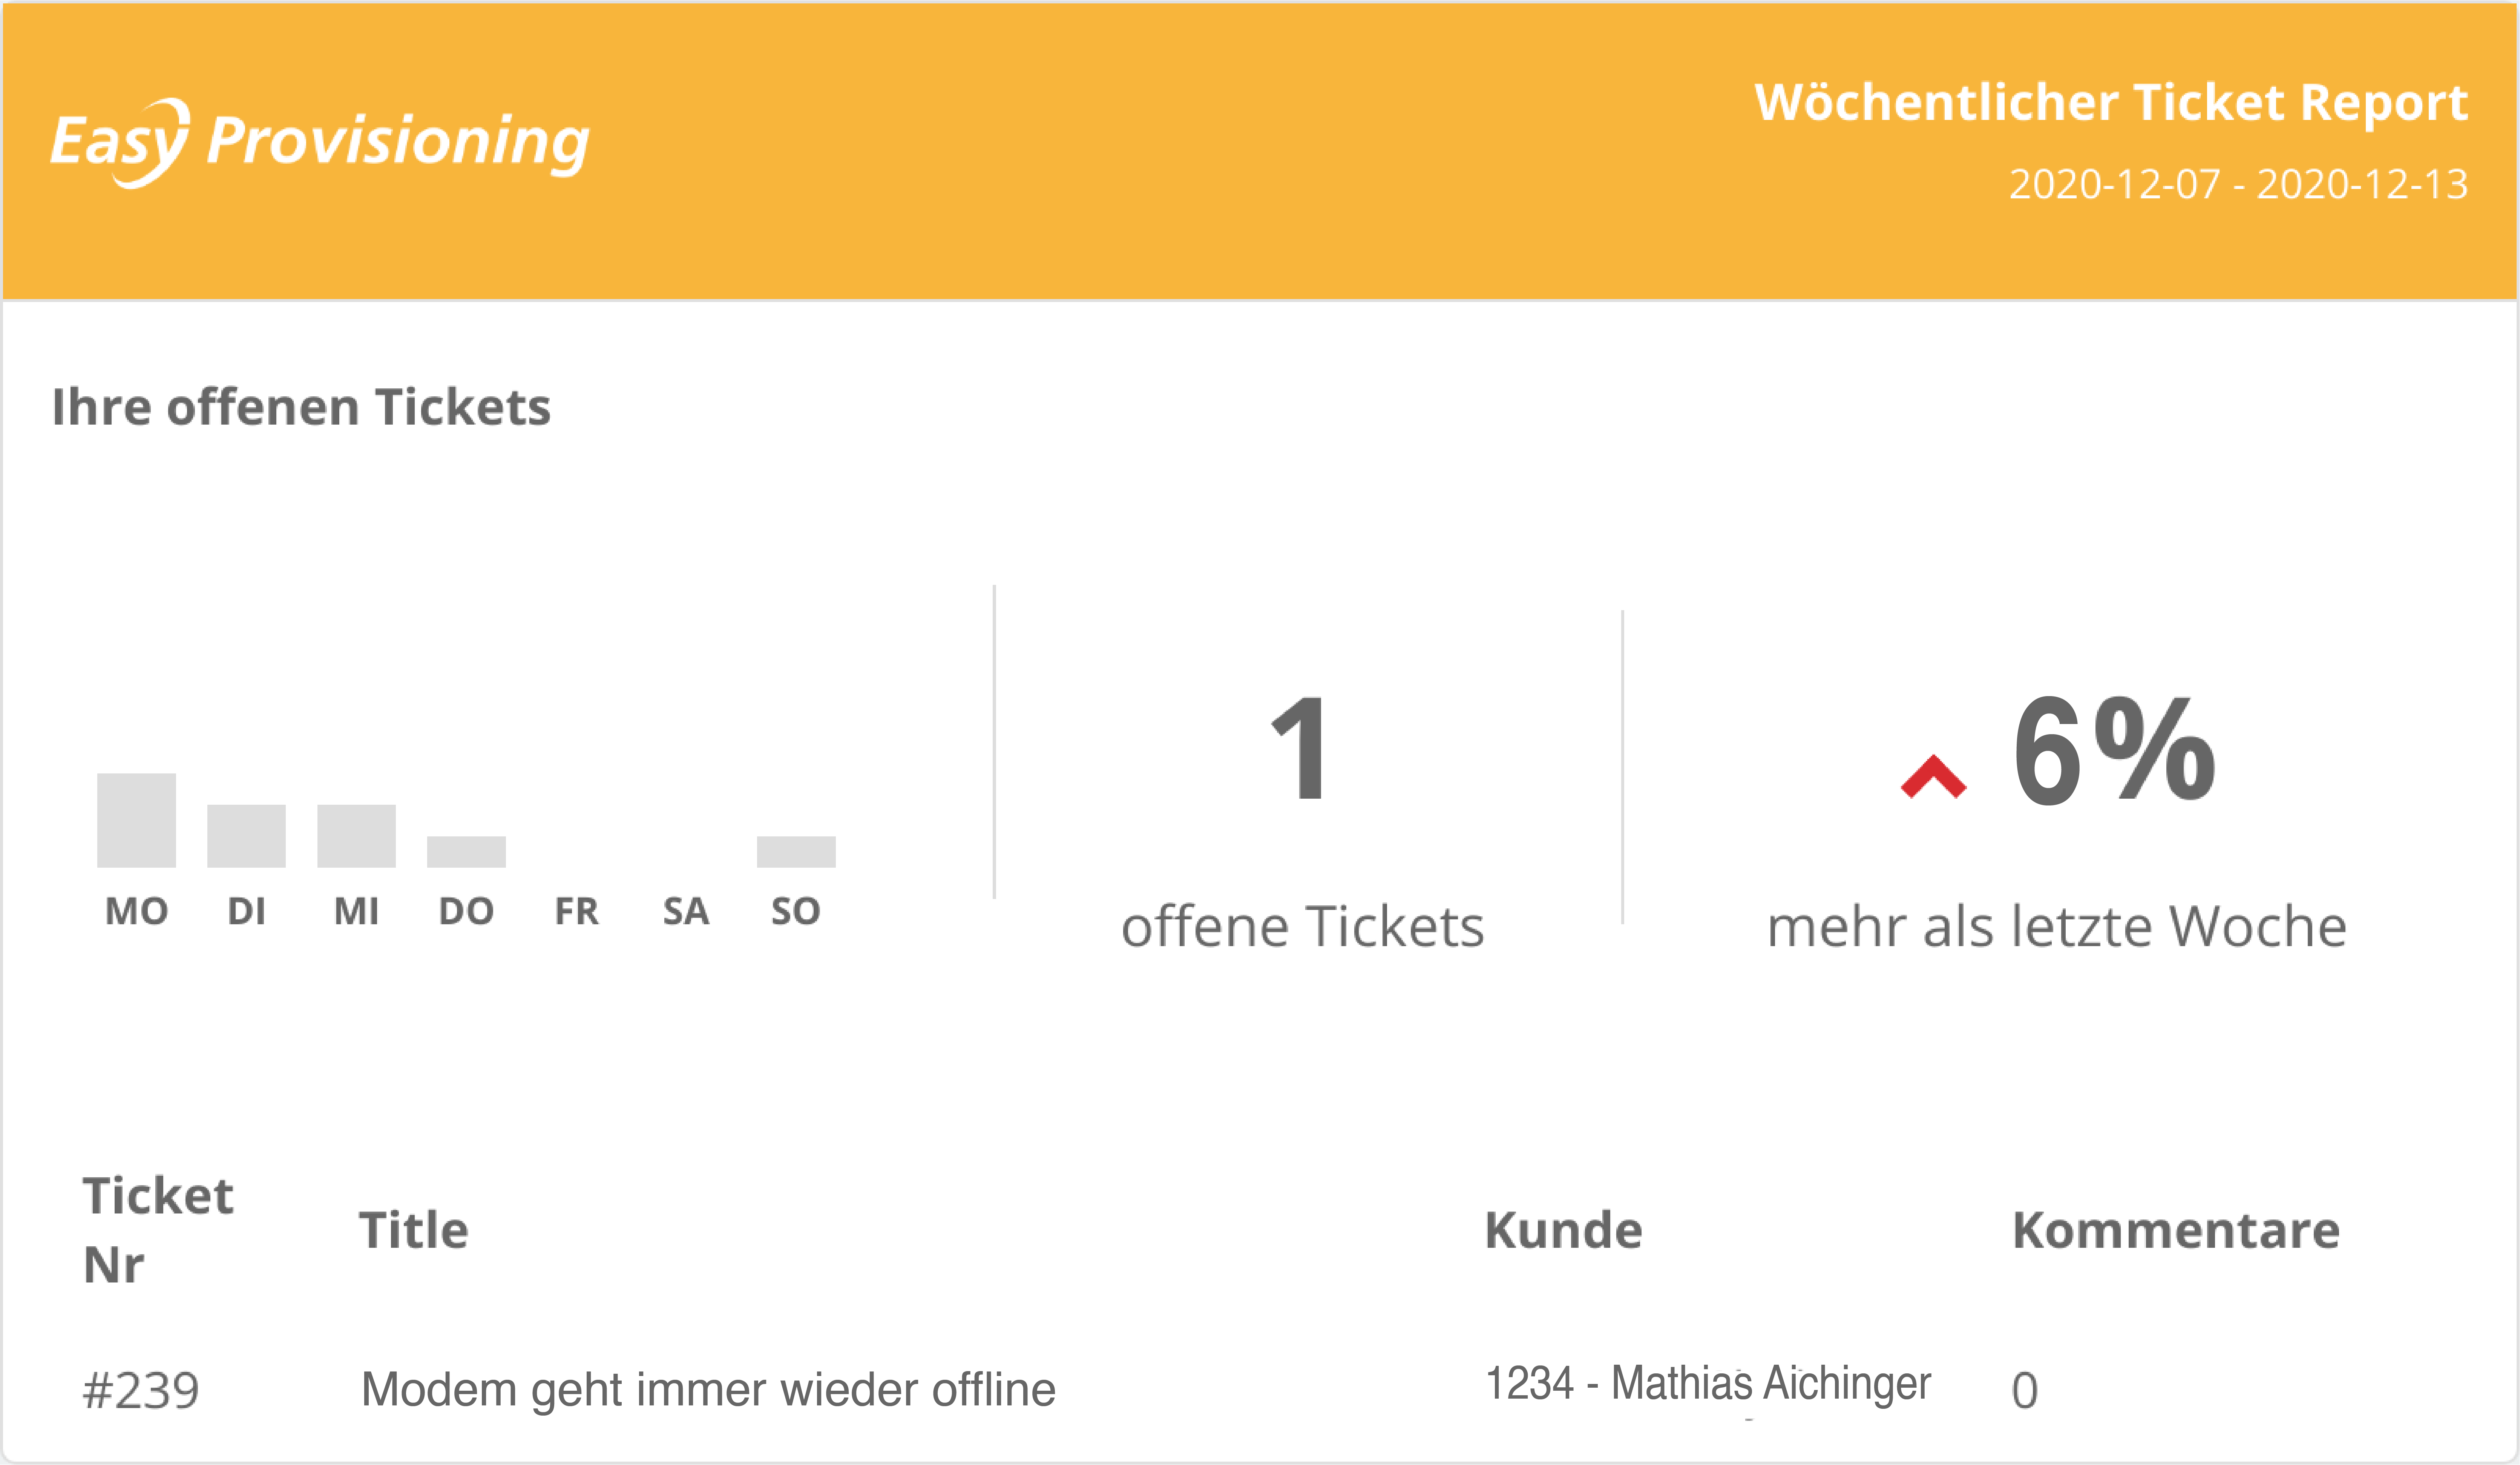 Easy Provisioning
Wöchentlicher Ticket Report
2020-12-07 - 2020-12-13
Ihre offenen Tickets
1
6%
MO DI MI DO FR SA SO
offene Tickets
mehr als letzte Woche
Ticket Nr Title Kunde Kommentare
#239 Modem geht immer wieder offline 1234 - Mathias Aichinger 0